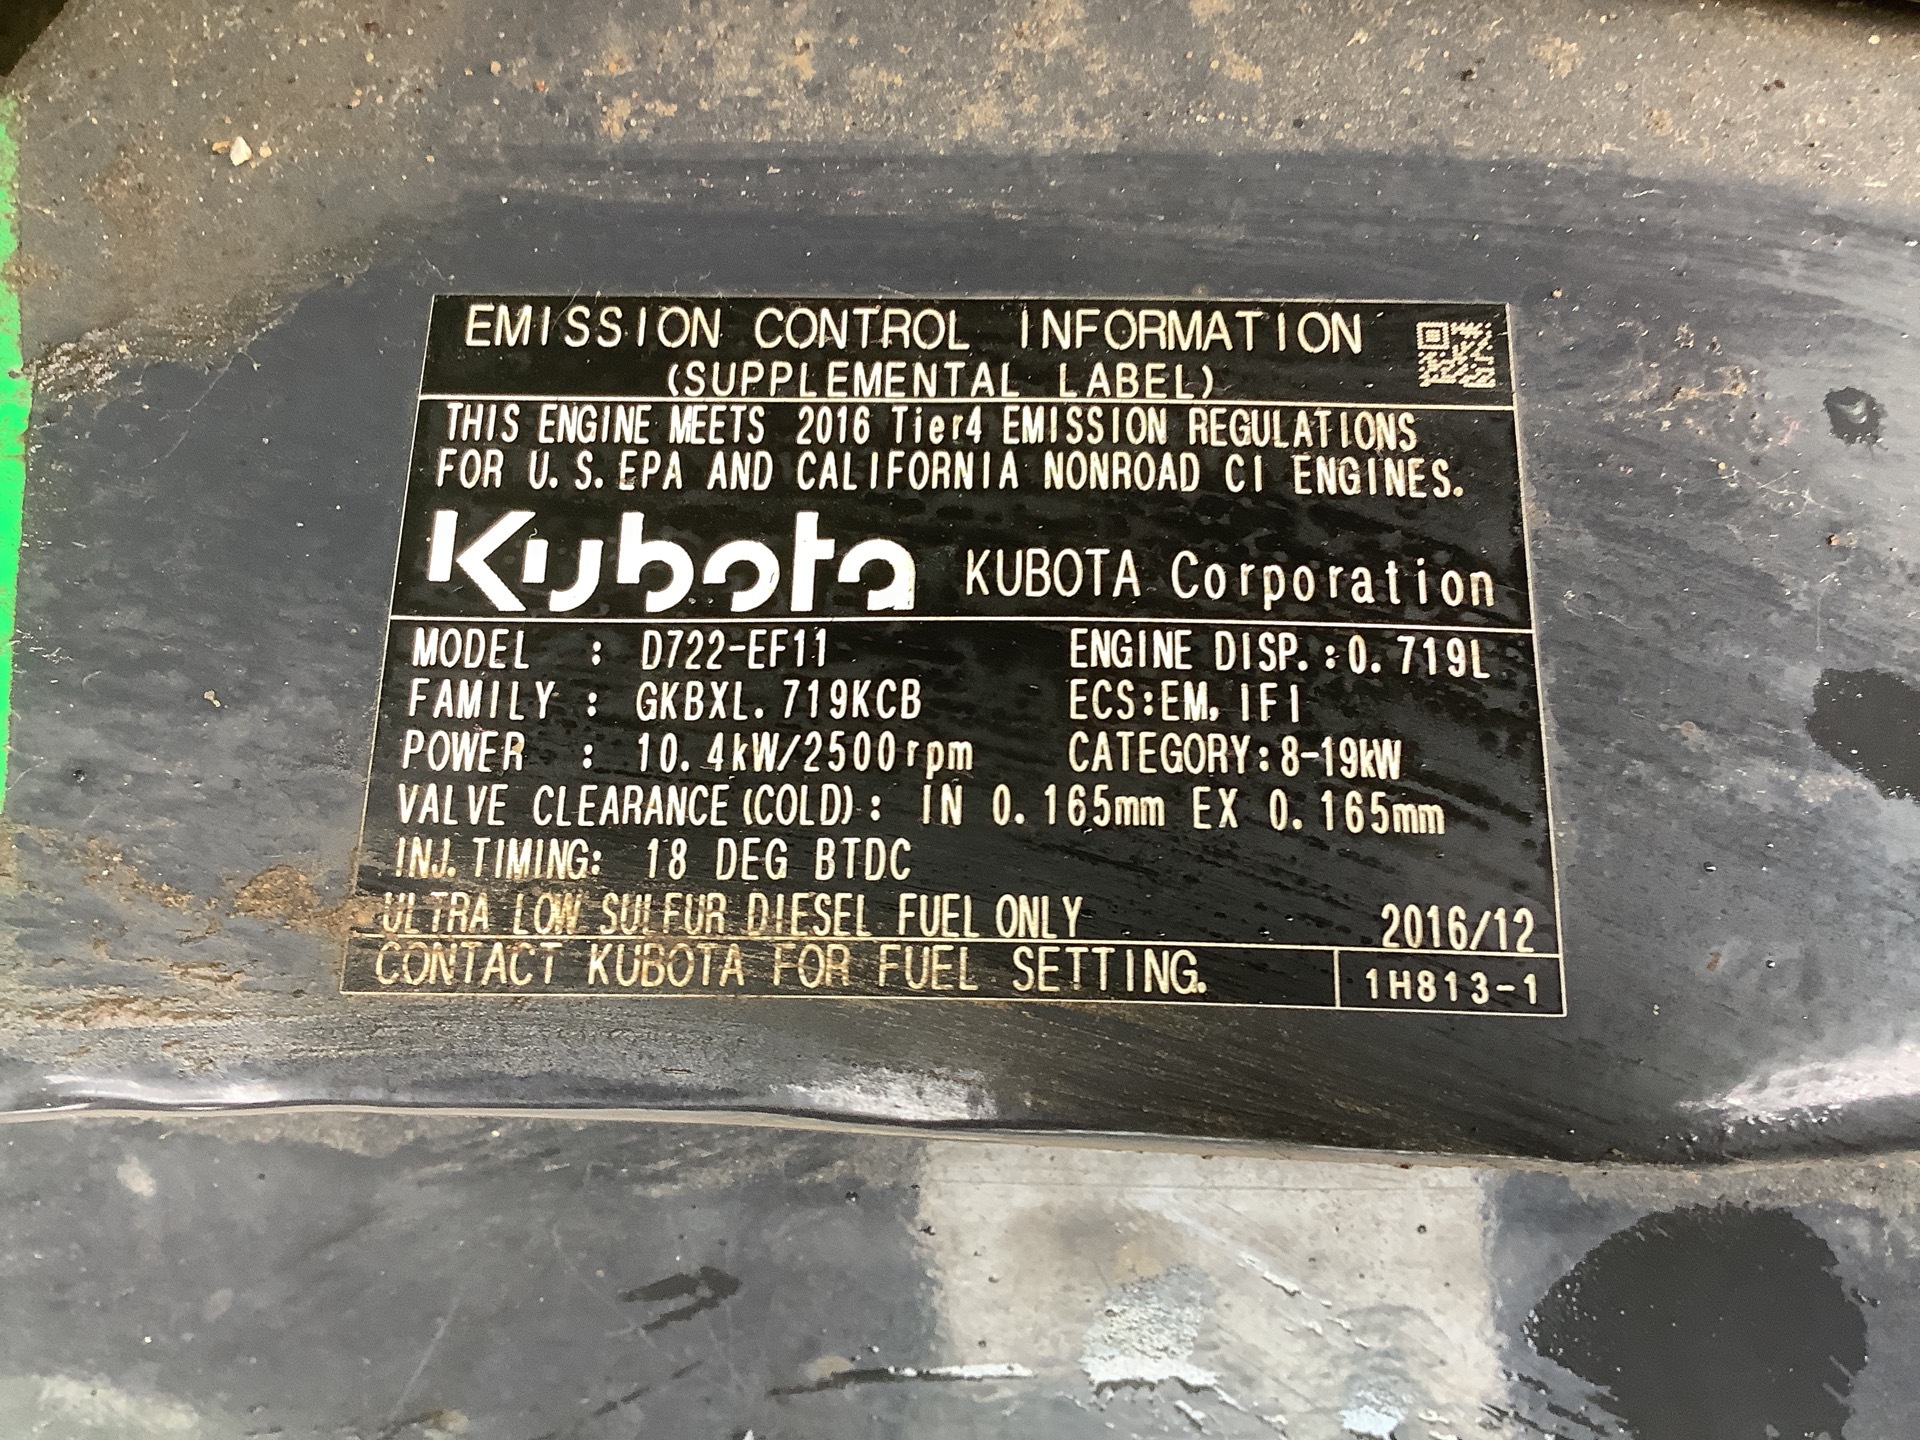 EMISSION CONTROL INFORMATION
(SUPPLEMENTAL LABEL)
THIS ENGINE MEETS 2016 Tier4 EMISSION REGULATIONS
FOR U.S.EPA AND CALIFORNIA NONROAD CI ENGINES.
Kubota KUBOTA Corporation
MODEL : D722-EF11 ENGINE DISP.:0.719L
FAMILY : GKBXL.719KCB ECS:EM, IFI
POWER : 10.4kW/2500rpm CATEGORY:8-19kW
VALVE CLEARANCE(COLD): IN 0.165mm EX 0.165mm
INJ.TIMING: 18 DEG BTDC
ULTRA LOW SULFUR DIESEL FUEL ONLY 2016/12
CONTACT KUBOTA FOR FUEL SETTING. 1H813-1